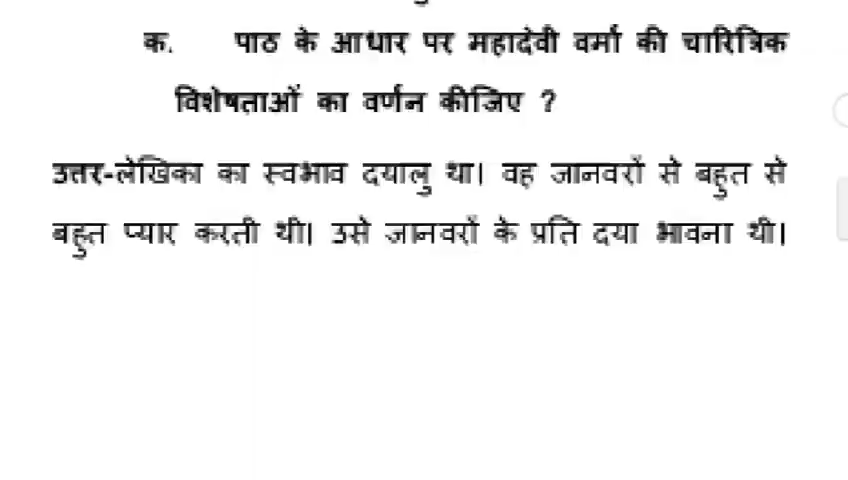 क. पाठ के आधार पर महादेवी वर्मा की चारित्रिक
विशेषताओं का वर्णन कीजिए ?
उत्तर-लेखिका का स्वभाव दयालु था। वह जानवरों से बहुत से
बहुत प्यार करती थी। उसे जानवरों के प्रति दया भावना थी।